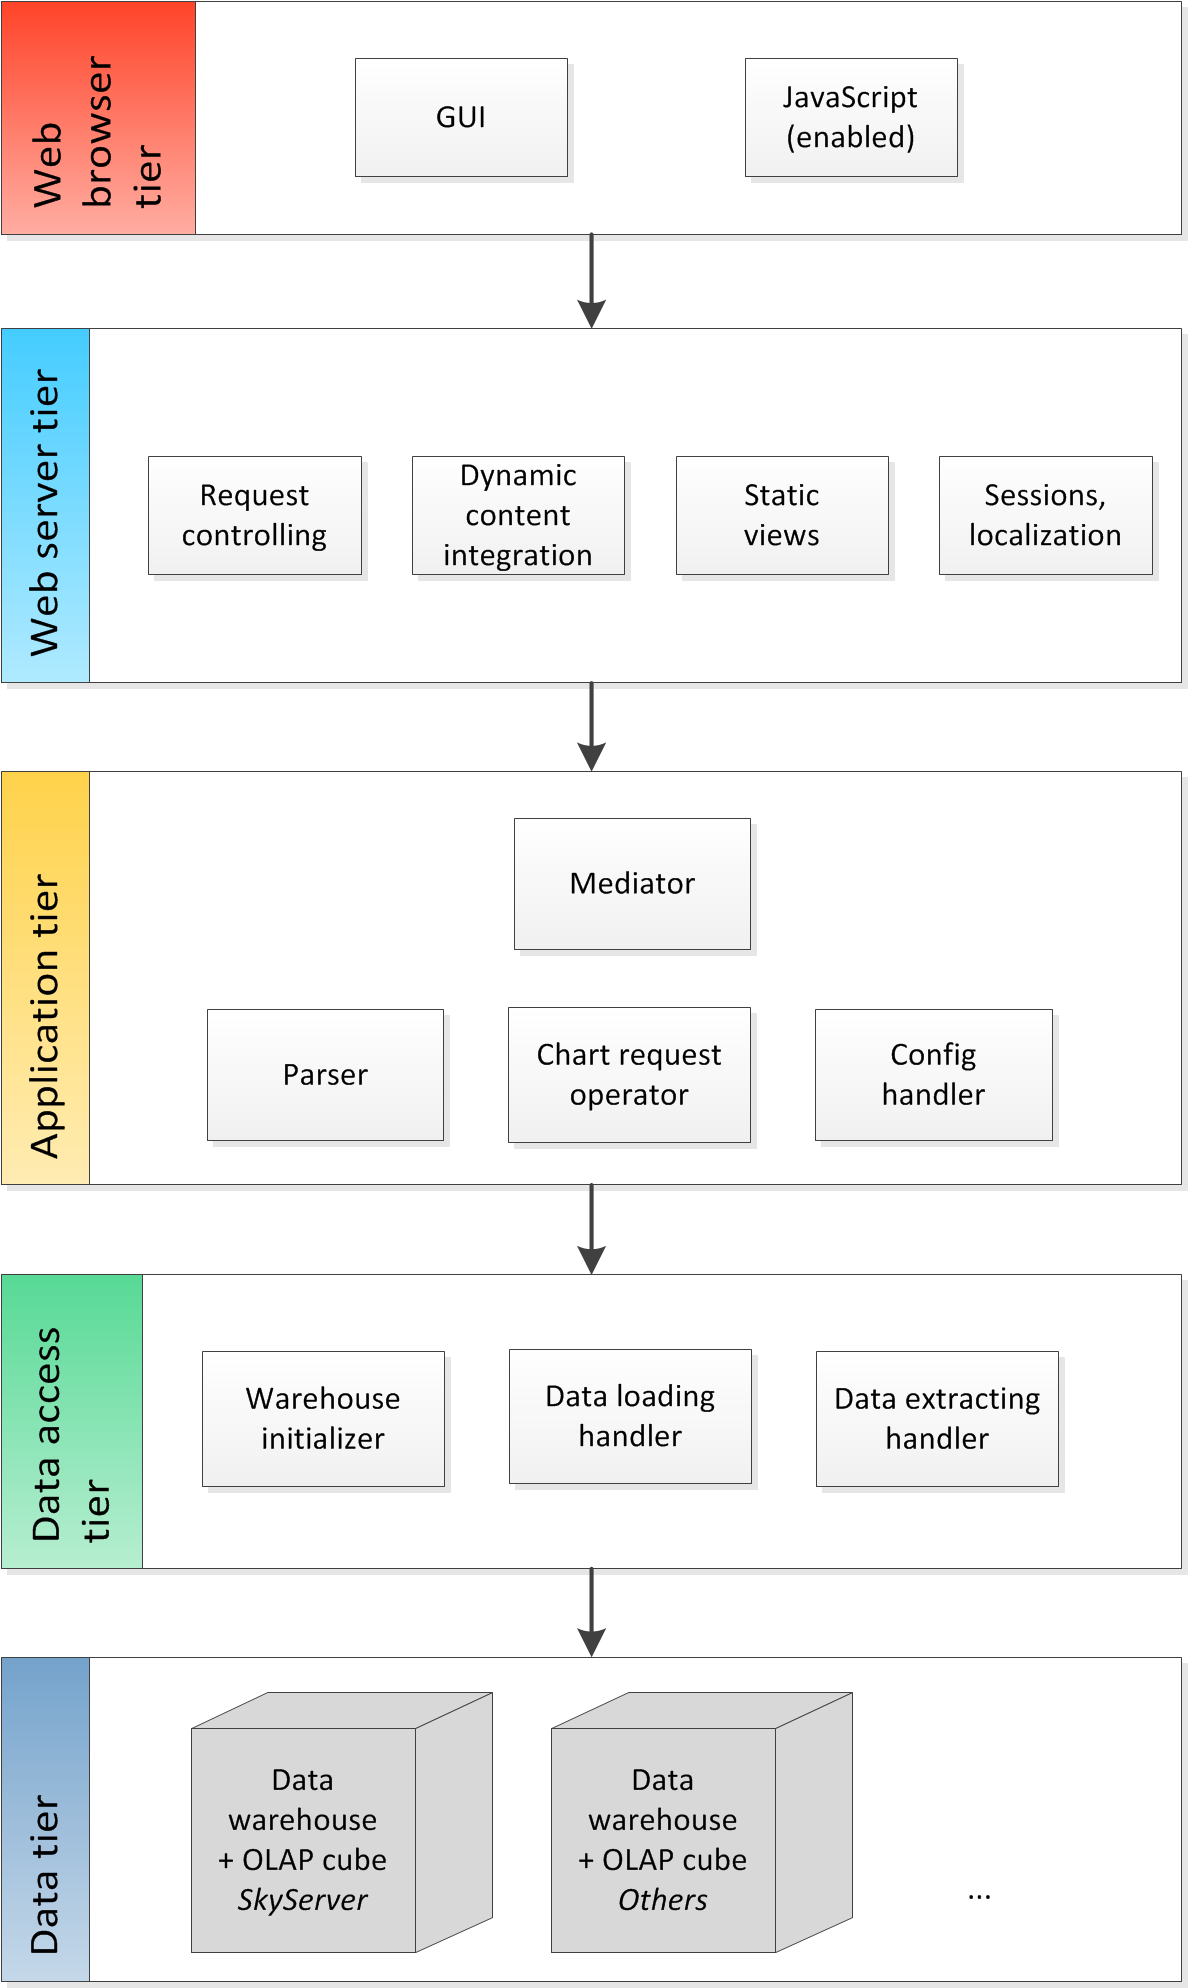 Web
browser
tier
GUI
JavaScript
(enabled)
Web server tier
Request
controlling
Dynamic
content
integration
Static
views
Sessions,
localization
Application tier
Mediator
Parser
Chart request
operator
Config
handler
Data access
tier
Warehouse
initializer
Data loading
handler
Data extracting
handler
Data tier
Data
warehouse
+ OLAP cube
SkyServer
Data
warehouse
+ OLAP cube
Others
...